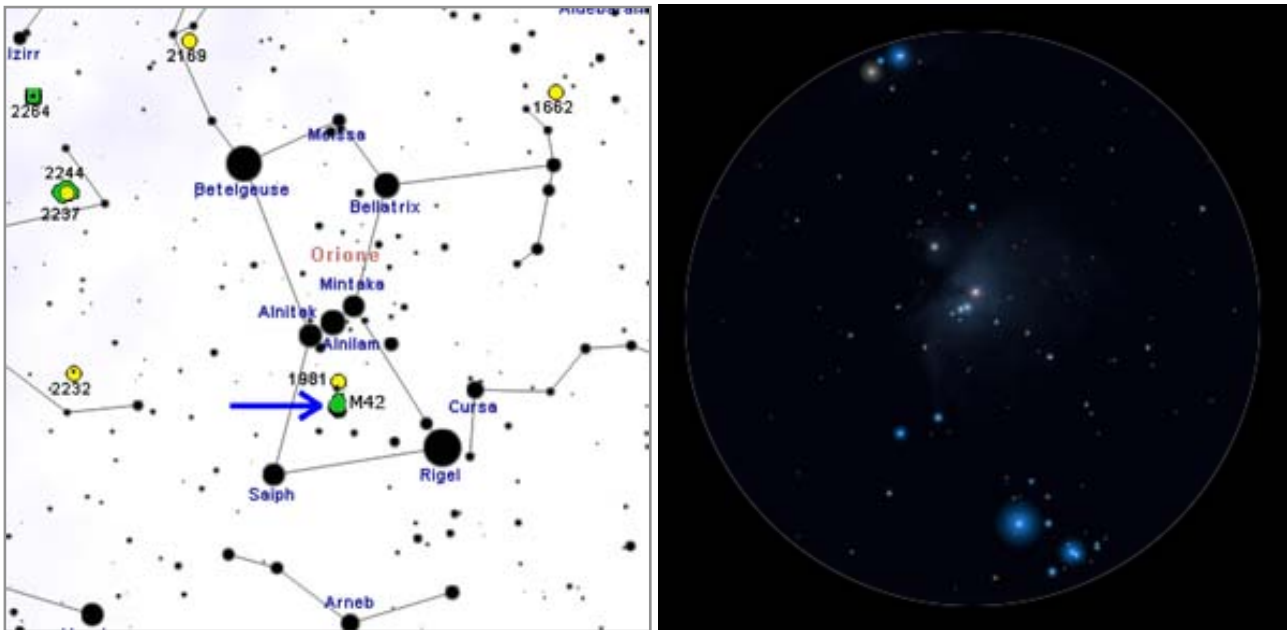 Izirr
2169
2264
1662
Meissa
2244
Betelgeuse
Bellatrix
2237
Orione
Mintaka
Alnitak
Alnilam
1981
2232
M42
Cursa
Rigel
Saiph
Arneb